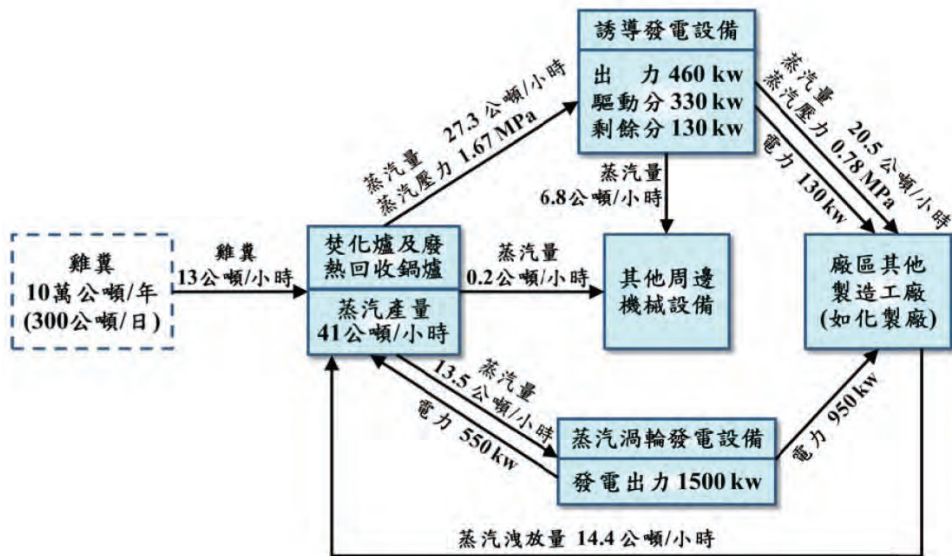 誘導發電設備
出 力 460 kw
驅動分 330kw
剩餘分 130kw
蒸汽量 27.3 公噸/小時
蒸汽壓力 1.67 MPa
蒸汽量 20.5 公噸/小時
蒸汽壓力 0.78 MPa
電力 130kw
蒸汽量
6.8公噸/小時
雞糞
10萬公噸/年
(300公噸/日)
雞糞
13公噸/小時
焚化爐及廢
熱回收鍋爐
蒸汽產量
41公噸/小時
蒸汽量
0.2公噸/小時
其他周邊
機械設備
廠區其他
製造工廠
(如化製廠)
蒸汽量
13.5 公噸/小時
電力 550kw
蒸汽渦輪發電設備
發電出力 1500 kw
電力 950 kw
蒸汽洩放量 14.4 公噸/小時